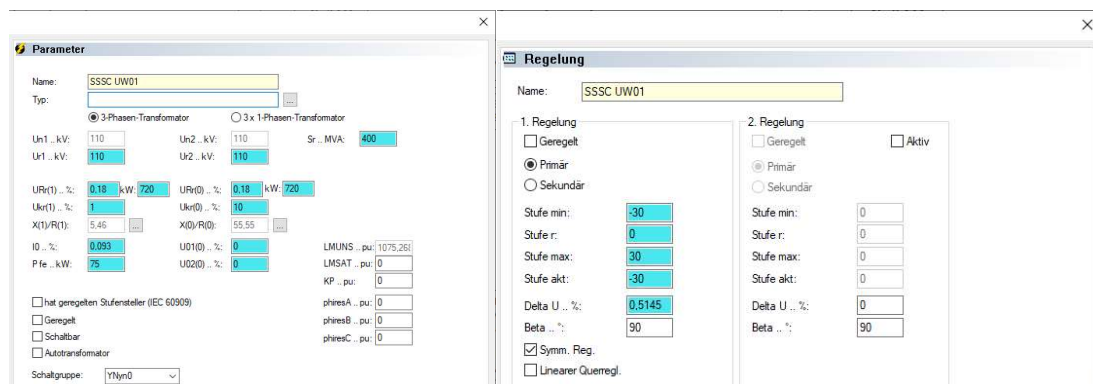 Parameter
Name: SSSC UW01
Typ: ...
3-Phasen-Transformator 3 x 1-Phasen-Transformator
Un1 .. kV: 110 Un2 .. kV: 110 Sr .. MVA: 400
Ur1 .. kV: 110 Ur2 .. kV: 110
URr(1) .. %: 0,18 kW: 720 URr(0) .. %: 0,18 kW: 720
Ukr(1) .. %: 1 Ukr(0) .. %: 10
X(1)/R(1): 5,46 ... X(0)/R(0): 55,55 ...
I0 .. %: 0,093 U01(0) .. %: 0 LMUNS .. pu: 1075,268
P fe .. kW: 75 U02(0) .. %: 0 LMSAT .. pu: 0
KP .. pu: 0
hat geregelten Stufensteller (IEC 60909) phiresA .. pu: 0
Geregelt phiresB .. pu: 0
Schaltbar phiresC .. pu: 0
Autotransformator
Schaltgruppe: YNyn0
Regelung
Name: SSSC UW01
1. Regelung
Geregelt
Primär
Sekundär
Stufe min: -30
Stufe r: 0
Stufe max: 30
Stufe akt: -30
Delta U .. %: 0,5145
Beta .. °: 90
Symm. Reg.
Linearer Querregl.
2. Regelung
Geregelt Aktiv
Primär
Sekundär
Stufe min: 0
Stufe r: 0
Stufe max: 0
Stufe akt: 0
Delta U .. %: 0
Beta .. °: 90